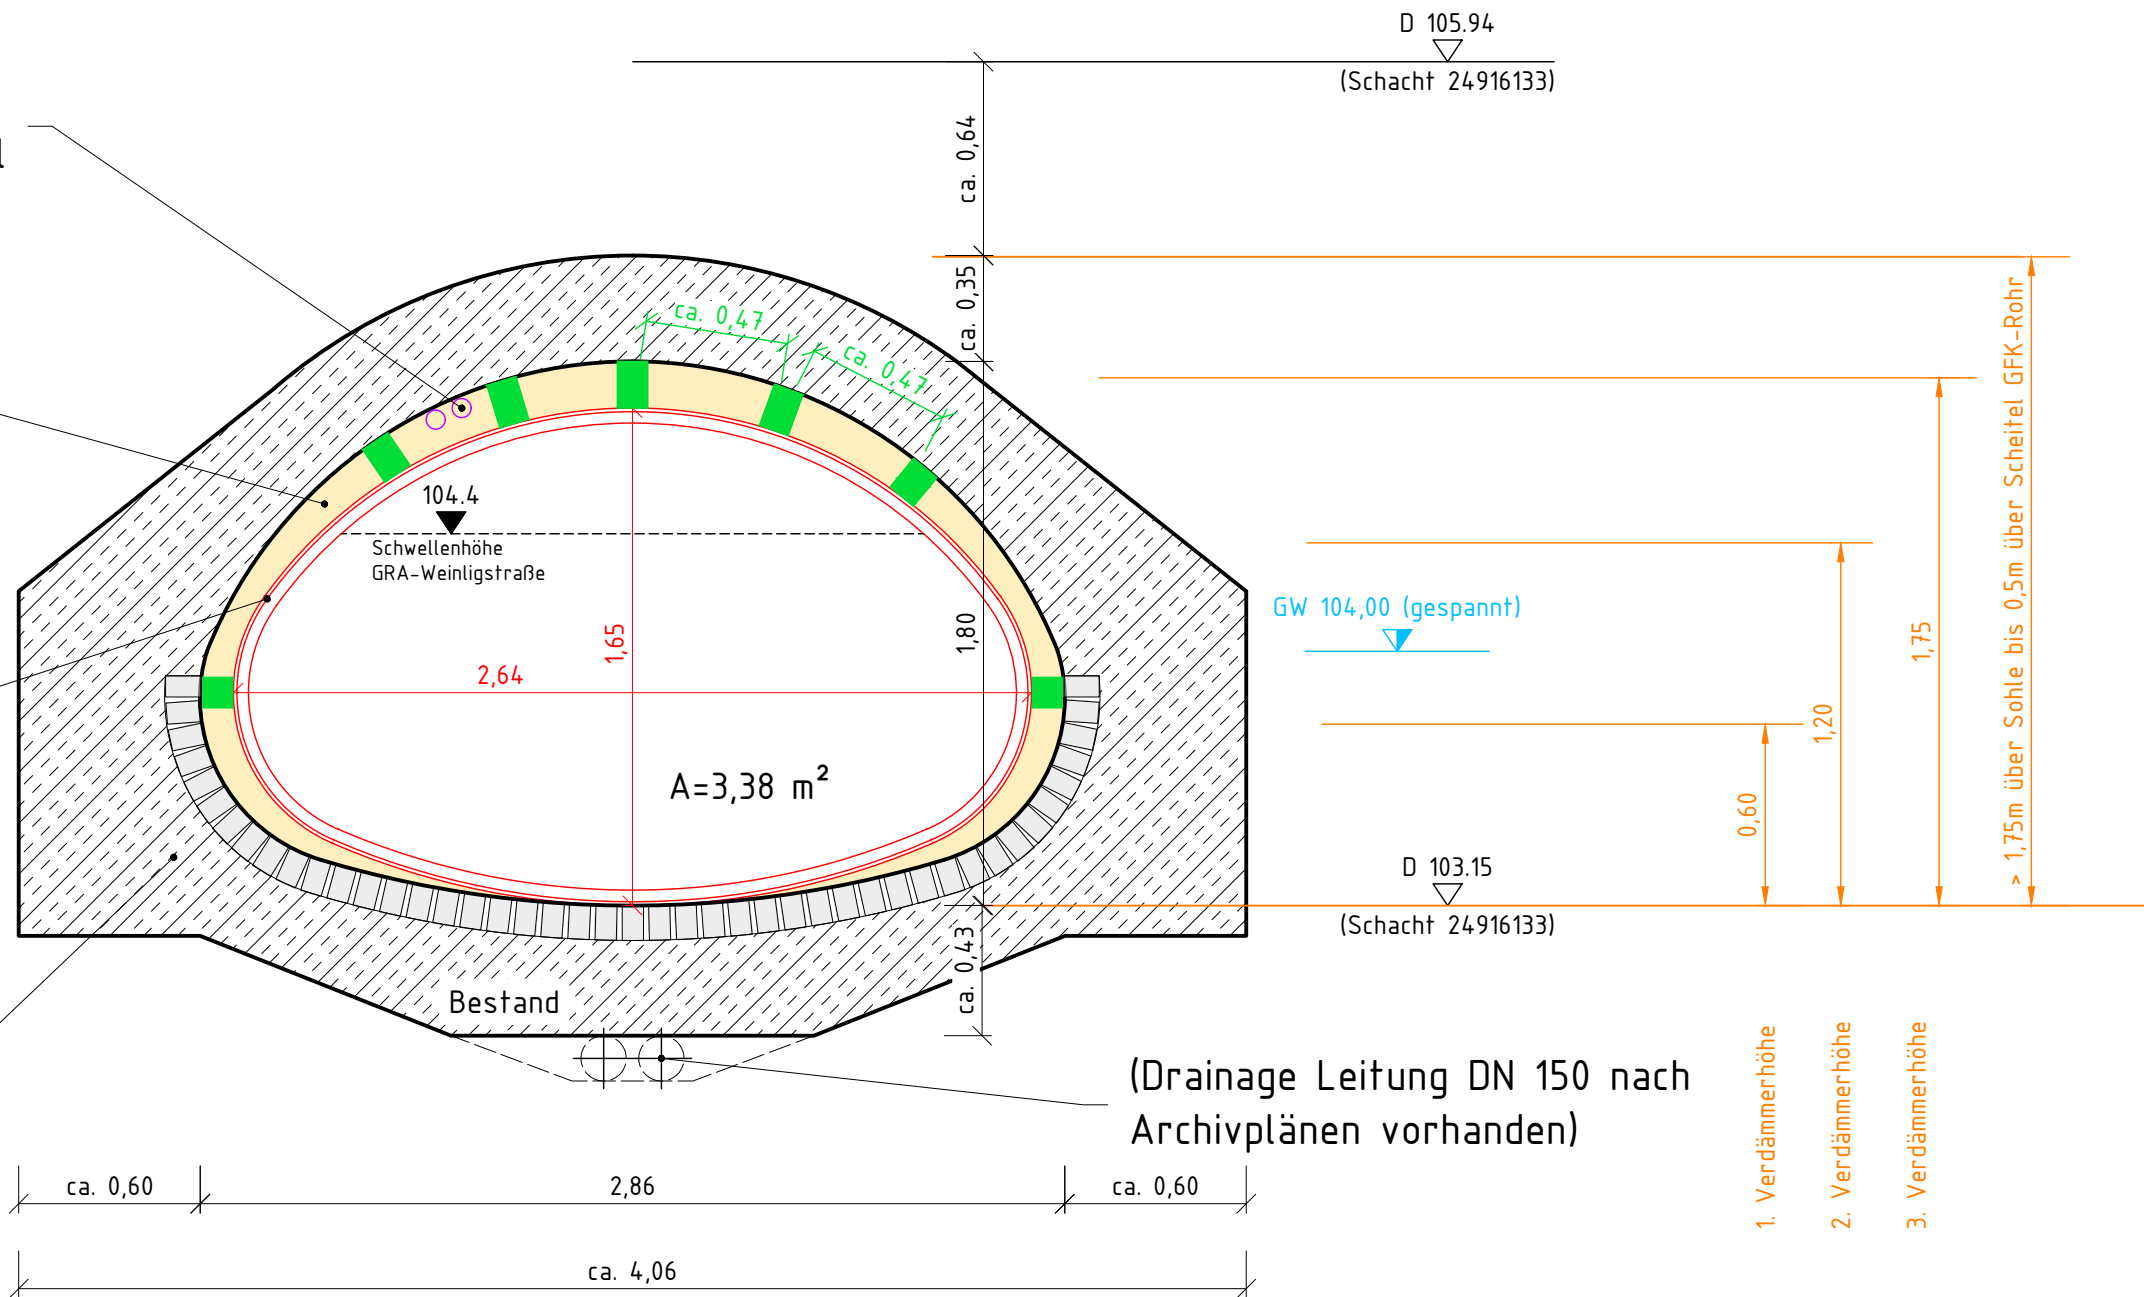 D 105.94
(Schacht 24916133)
ca. 0,64
ca. 0,35
ca. 0,47
ca. 0,47
104.4
Schwellenhöhe
GRA-Weinligstraße
1,65
2,64
1,80
A=3,38 m²
GW 104,00 (gespannt)
0,60
1,20
1,75
> 1,75m über Sohle bis 0,5m über Scheitel GFK-Rohr
D 103.15
(Schacht 24916133)
ca. 0,43
Bestand
(Drainage Leitung DN 150 nach
Archivplänen vorhanden)
1. Verdämmerhöhe
2. Verdämmerhöhe
3. Verdämmerhöhe
ca. 0,60
2,86
ca. 0,60
ca. 4,06